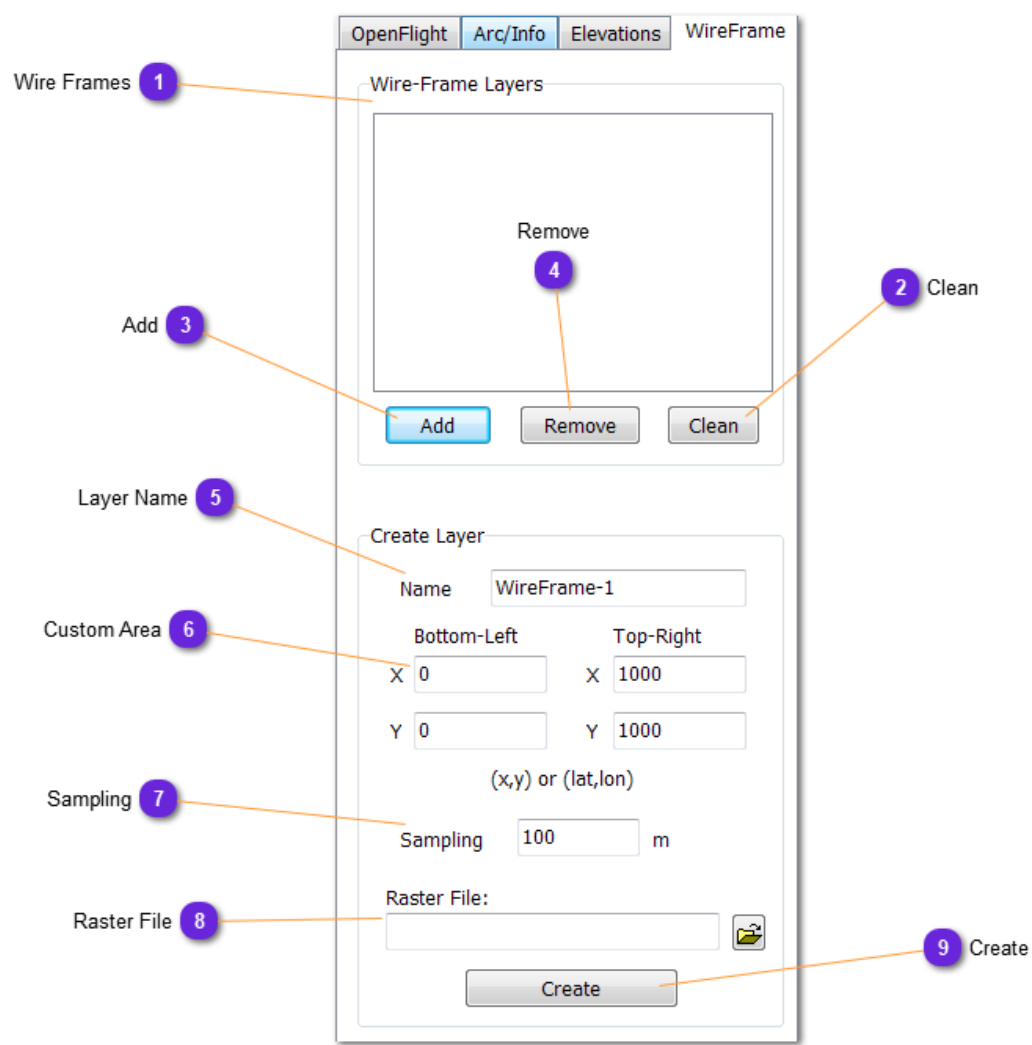 OpenFlight Arc/Info Elevations WireFrame
Wire Frames 1
Wire-Frame Layers
Remove
4
2 Clean
Add 3
Add Remove Clean
Layer Name 5
Create Layer
Name WireFrame-1
Custom Area 6
Bottom-Left Top-Right
X 0 X 1000
Y 0 Y 1000
(x,y) or (lat,lon)
Sampling 7
Sampling 100 m
Raster File:
Raster File 8
9 Create
Create